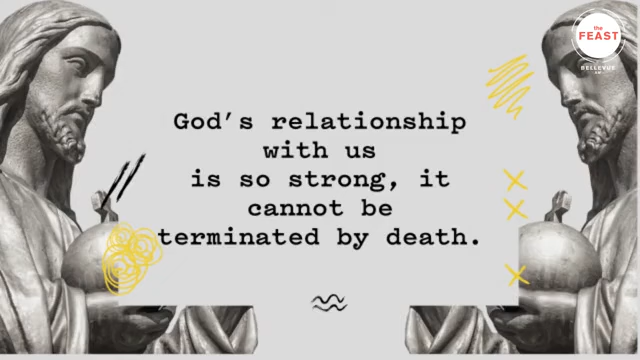 the
FEAST
BELLEVUE
God's relationship
with us
is so strong, it
cannot be
terminated by death.